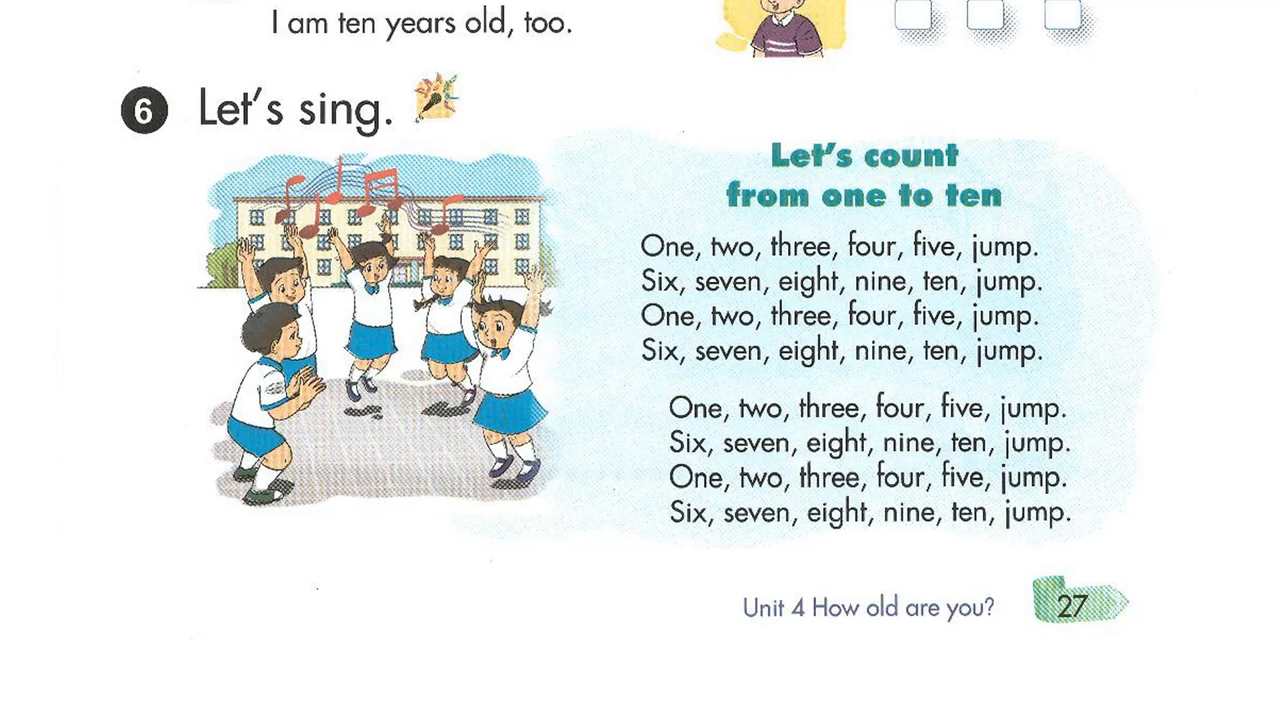 I am ten years old, too.
6 Let's sing.
Let's count
from one to ten
One, two, three, four, five, jump.
Six, seven, eight, nine, ten, jump.
One, two, three, four, five, jump.
Six, seven, eight, nine, ten, jump.
One, two, three, four, five, jump.
Six, seven, eight, nine, ten, jump.
One, two, three, four, five, jump.
Six, seven, eight, nine, ten, jump.
Unit 4 How old are you? 27